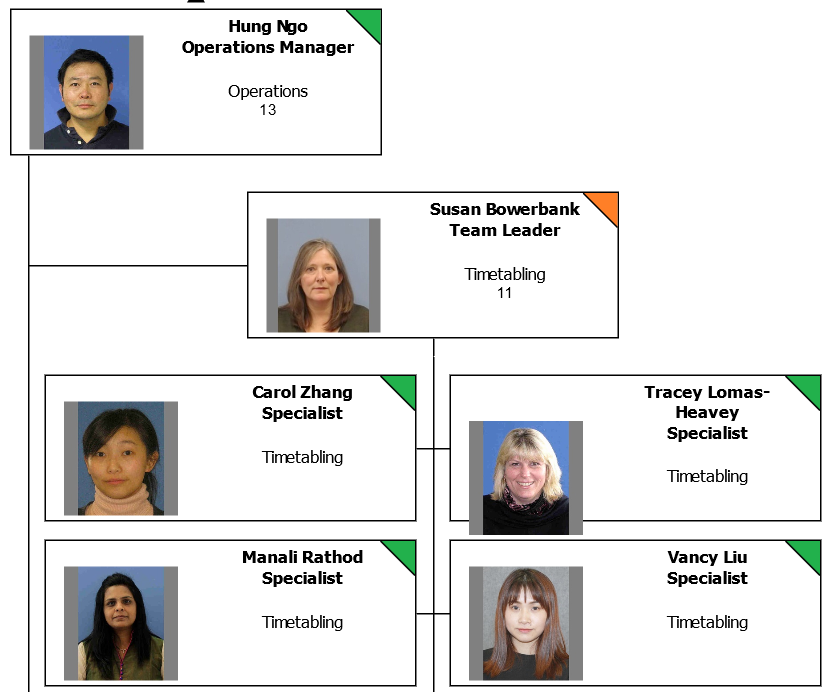 Hung Ngo
Operations Manager
Operations
13
Susan Bowerbank
Team Leader
Timetabling
11
Carol Zhang
Specialist
Timetabling
Tracey Lomas-
Heavey
Specialist
Timetabling
Manali Rathod
Specialist
Timetabling
Vancy Liu
Specialist
Timetabling